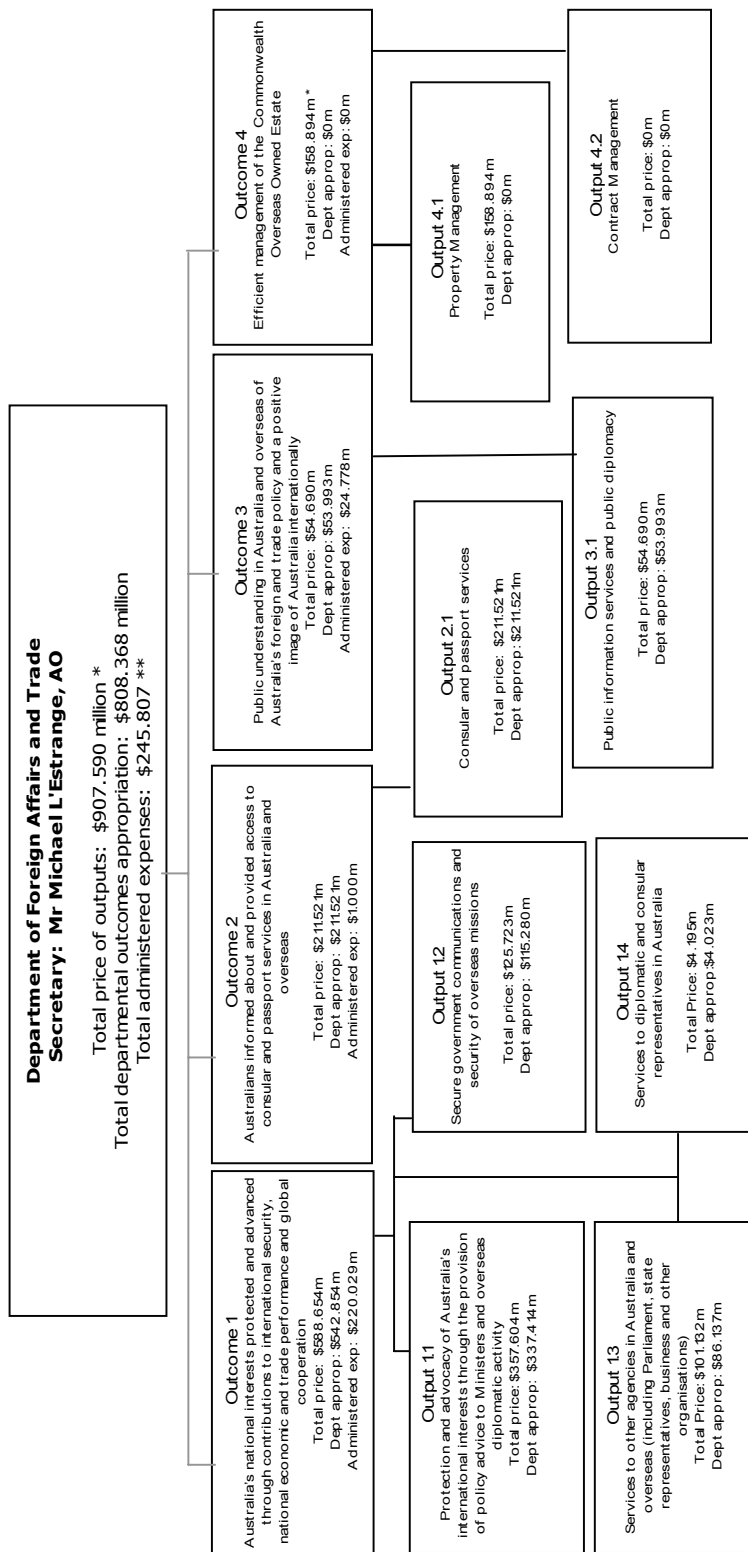 Department of Foreign Affairs and Trade
Secretary: Mr Michael L'Estrange, AO
Total price of outputs: $907.590 million *
Total departmental outcomes appropriation: $808.368 million
Total administered expenses: $245.807 **
Outcome 1
Australia's national interests protected and advanced
through contributions to international security,
national economic and trade performance and global
cooperation
Total price: $588.654m
Dept approp: $542.854m
Administered exp: $220.029m
Outcome 2
Australians informed about and provided access to
consular and passport services in Australia and
overseas
Total price: $211.521m
Dept approp: $211.521m
Administered exp: $1.000m
Outcome 3
Public understanding in Australia and overseas of
Australia's foreign and trade policy and a positive
image of Australia internationally
Total price: $54.690m
Dept approp: $53.993m
Administered exp: $24.778m
Outcome 4
Efficient management of the Commonwealth
Overseas Owned Estate
Total price: $158.894m *
Dept approp: $0m
Administered exp: $0m
Output 1.1
Protection and advocacy of Australia's
international interests through the provision
of policy advice to Ministers and overseas
diplomatic activity
Total price: $357.604m
Dept approp: $337.414m
Output 1.2
Secure government communications and
security of overseas missions
Total price: $125.723m
Dept approp: $115.280m
Output 2.1
Consular and passport services
Total price: $211.521m
Dept approp: $211.521m
Output 4.1
Property Management
Total price: $158.894m
Dept approp: $0m
Output 1.3
Services to other agencies in Australia and
overseas (including Parliament, state
representatives, business and other
organisations)
Total Price: $101.132m
Dept approp: $86.137m
Output 1.4
Services to diplomatic and consular
representatives in Australia
Total Price: $4.195m
Dept approp:$4.023m
Output 3.1
Public information services and public diplomacy
Total price: $54.690m
Dept approp: $53.993m
Output 4.2
Contract Management
Total price: $0m
Dept approp: $0m